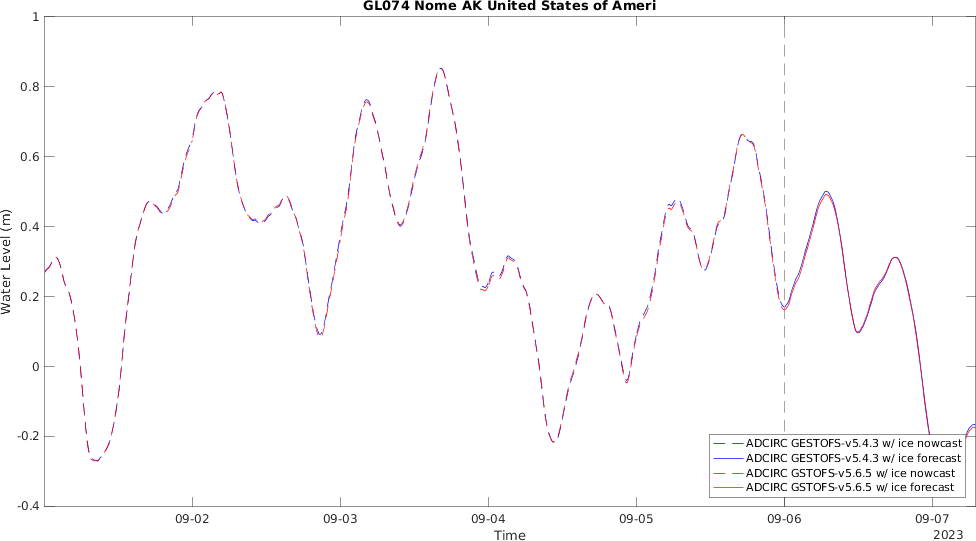 GL074 Nome AK United States of Ameri
1
0.8
0.6
0.4
0.2
0
-0.2
-0.4
Water Level (m)
ADCIRC GESTOFS-v5.4.3 w/ ice nowcast
ADCIRC GESTOFS-v5.4.3 w/ ice forecast
ADCIRC GSTOFS-v5.6.5 w/ ice nowcast
ADCIRC GSTOFS-v5.6.5 w/ ice forecast
09-02 09-03 09-04 09-05 09-06 09-07
Time
2023